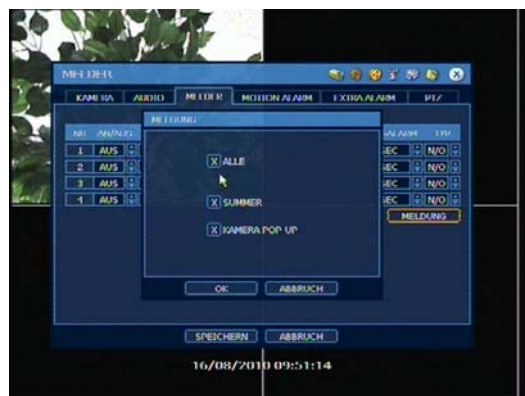 MELDER
KAMERA AUDIO MELDER MOTION ALARM EXTRA ALARM PTZ
MELDUNG
NR AN/AUS ALARM TYP
1 AUS SEC N/O
2 AUS SEC N/O
3 AUS SEC N/O
4 AUS SEC N/O
X ALLE
X SUMMER
X KAMERA POP UP
MELDUNG
OK ABBRUCH
SPEICHERN ABBRUCH
16/08/2010 09:51:14